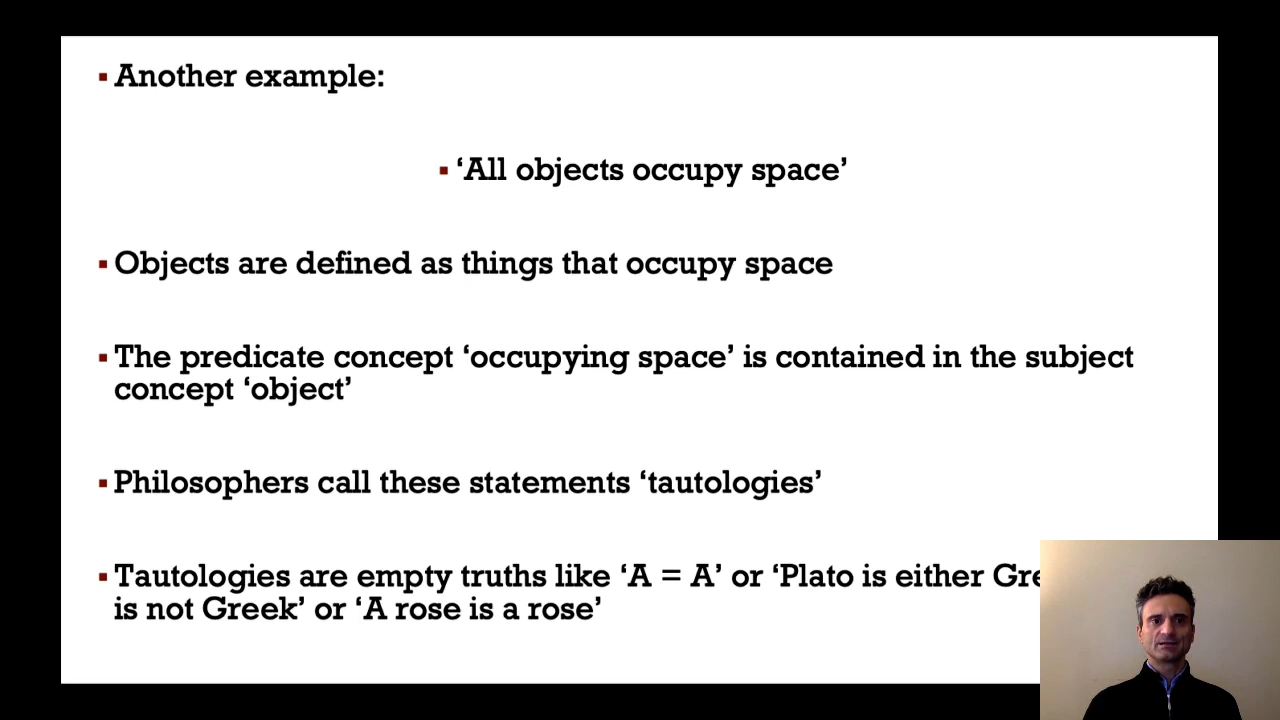 ▪ Another example:
▪ ‘All objects occupy space’
▪ Objects are defined as things that occupy space
▪ The predicate concept ‘occupying space’ is contained in the subject
concept ‘object’
▪ Philosophers call these statements ‘tautologies’
▪ Tautologies are empty truths like ‘A = A’ or ‘Plato is either
is not Greek’ or ‘A rose is a rose’